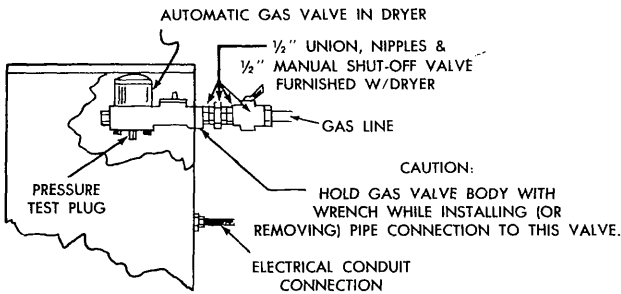 AUTOMATIC GAS VALVE IN DRYER
½" UNION, NIPPLES &
½" MANUAL SHUT-OFF VALVE
FURNISHED W/DRYER
GAS LINE
PRESSURE
TEST PLUG
CAUTION:
HOLD GAS VALVE BODY WITH
WRENCH WHILE INSTALLING (OR
REMOVING) PIPE CONNECTION TO THIS VALVE.
ELECTRICAL CONDUIT
CONNECTION